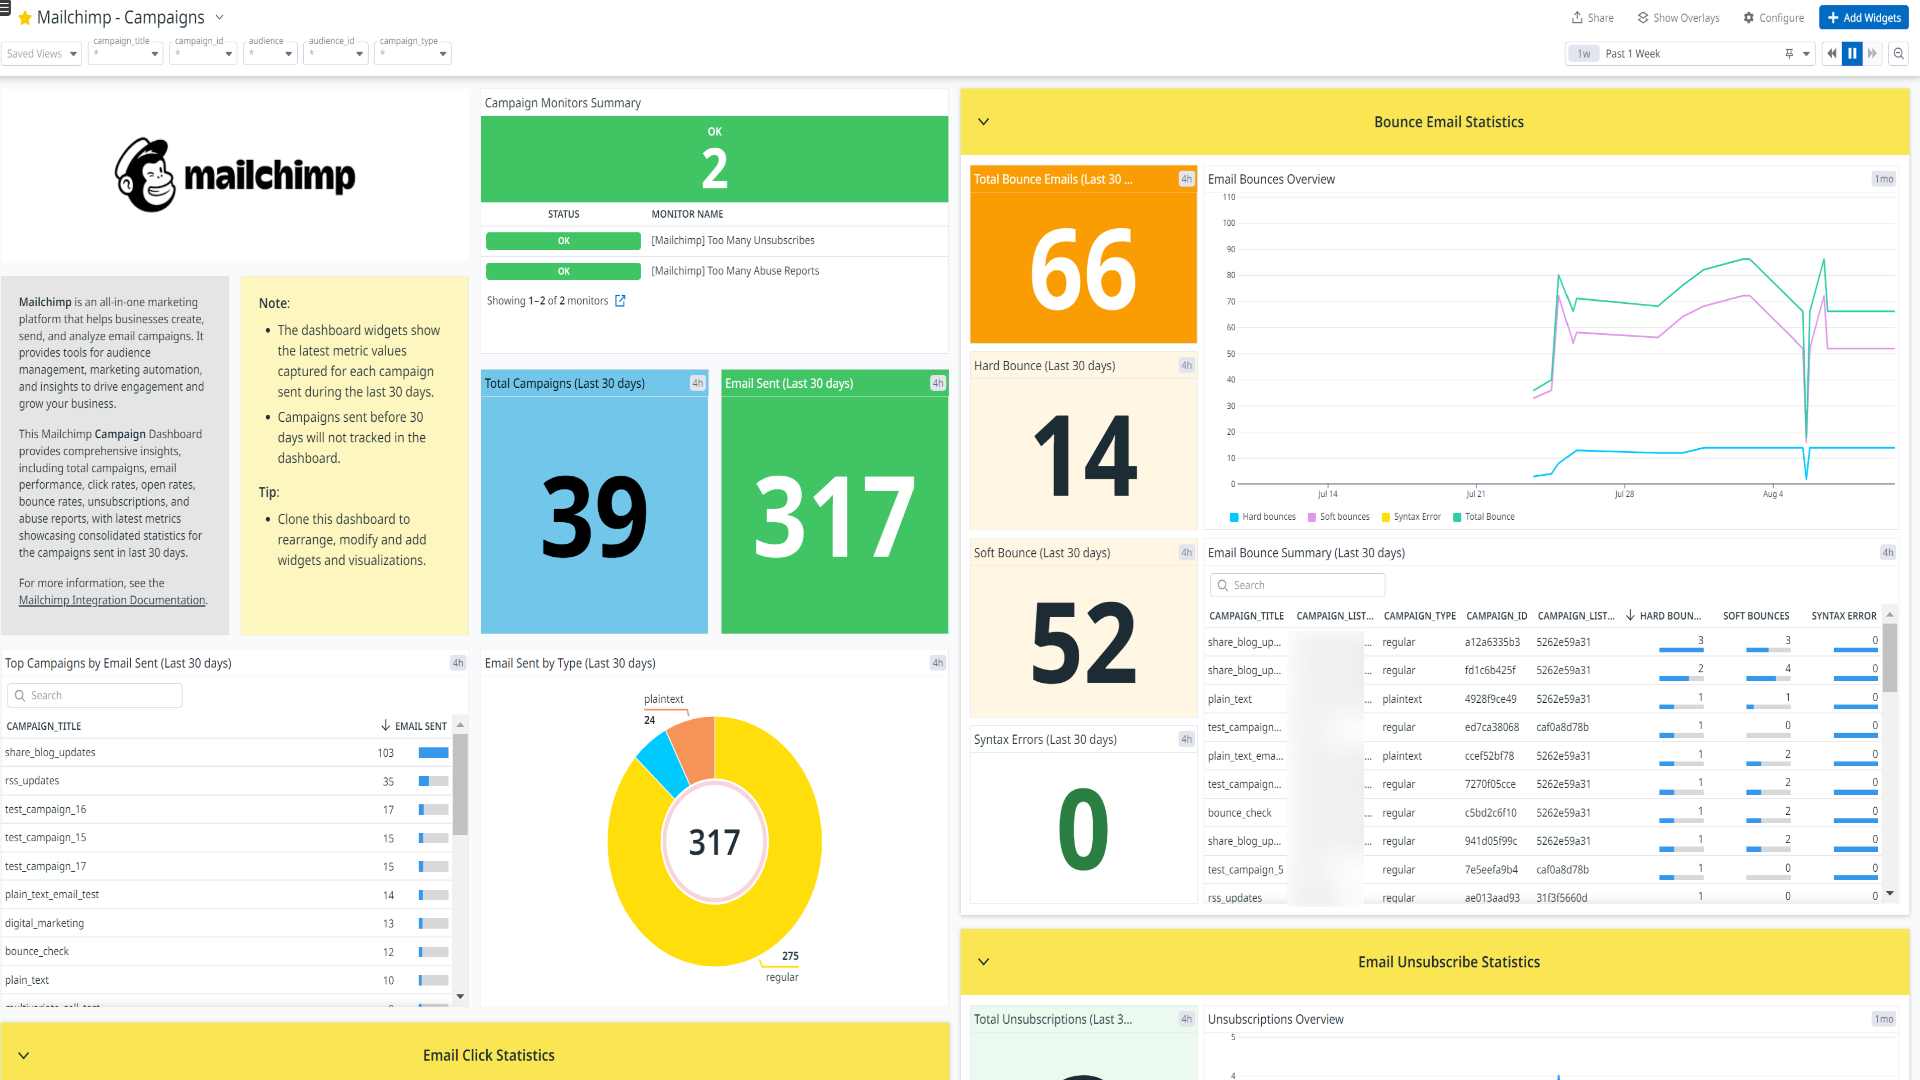 Mailchimp - Campaigns
Share
Show Overlays
Configure
+ Add Widgets
Saved Views
campaign_title
*
campaign_id
*
audience
*
audience_id
*
campaign_type
*
1w Past 1 Week
mailchimp
Mailchimp is an all-in-one marketing
platform that helps businesses create,
send, and analyze email campaigns. It
provides tools for audience
management, marketing automation,
and insights to drive engagement and
grow your business.
This Mailchimp Campaign Dashboard
provides comprehensive insights,
including total campaigns, email
performance, click rates, open rates,
bounce rates, unsubscriptions, and
abuse reports, with latest metrics
showcasing consolidated statistics for
the campaigns sent in last 30 days.
For more information, see the
Mailchimp Integration Documentation.
Note:
• The dashboard widgets show
the latest metric values
captured for each campaign
sent during the last 30 days.
• Campaigns sent before 30
days will not tracked in the
dashboard.
Tip:
• Clone this dashboard to
rearrange, modify and add
widgets and visualizations.
Campaign Monitors Summary
OK
2
STATUS MONITOR NAME
OK [Mailchimp] Too Many Unsubscribes
OK [Mailchimp] Too Many Abuse Reports
Showing 1–2 of 2 monitors
Total Campaigns (Last 30 days) 4h
39
Email Sent (Last 30 days) 4h
317
Top Campaigns by Email Sent (Last 30 days) 4h
Search
CAMPAIGN_TITLE EMAIL SENT
share_blog_updates 103
rss_updates 35
test_campaign_16 17
test_campaign_15 15
test_campaign_17 15
plain_text_email_test 14
digital_marketing 13
bounce_check 12
plain_text 10
Email Sent by Type (Last 30 days) 4h
plaintext
24
317
275
regular
Email Click Statistics
Bounce Email Statistics
Total Bounce Emails (Last 30 ... 4h
66
Hard Bounce (Last 30 days) 4h
14
Soft Bounce (Last 30 days) 4h
52
Syntax Errors (Last 30 days) 4h
0
Email Bounces Overview 1mo
110
100
90
80
70
60
50
40
30
20
10
0
Jul 14 Jul 21 Jul 28 Aug 4
Hard bounces Soft bounces Syntax Error Total Bounce
Email Bounce Summary (Last 30 days) 4h
Search
CAMPAIGN_TITLE CAMPAIGN_LIST... CAMPAIGN_TYPE CAMPAIGN_ID CAMPAIGN_LIST... HARD BOUN... SOFT BOUNCES SYNTAX ERROR
share_blog_up... ... regular a12a6335b3 5262e59a31 3 3 0
share_blog_up... ... regular fd1c6b425f 5262e59a31 2 4 0
plain_text ... plaintext 4928f9ce49 5262e59a31 1 1 0
test_campaign... ... regular ed7ca38068 caf0a8d78b 1 0 0
plain_text_ema... ... plaintext ccef52bf78 5262e59a31 1 2 0
test_campaign... ... regular 7270f05cce 5262e59a31 1 2 0
bounce_check ... regular c5bd2c6f10 5262e59a31 1 2 0
share_blog_up... ... regular 941d05f99c 5262e59a31 1 2 0
test_campaign_5 ... regular 7e5eefa9b4 caf0a8d78b 1 0 0
rss_updates regular ae013aad93 31f3f5660d 1 0 0
Email Unsubscribe Statistics
Total Unsubscriptions (Last 3... 4h
Unsubscriptions Overview 1mo
5
4